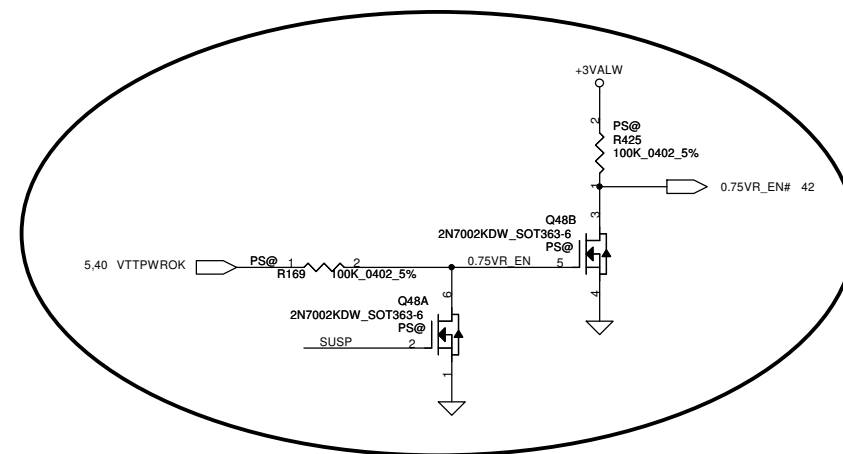 +3VALW
2
PS@
R425
100K_0402_5%
1
0.75VR_EN# 42
3
Q48B
2N7002KDW_SOT363-6
PS@
5
4
5,40 VTTPWROK
PS@
1
2
R169
100K_0402_5%
0.75VR_EN
6
Q48A
2N7002KDW_SOT363-6
PS@
SUSP
2
1